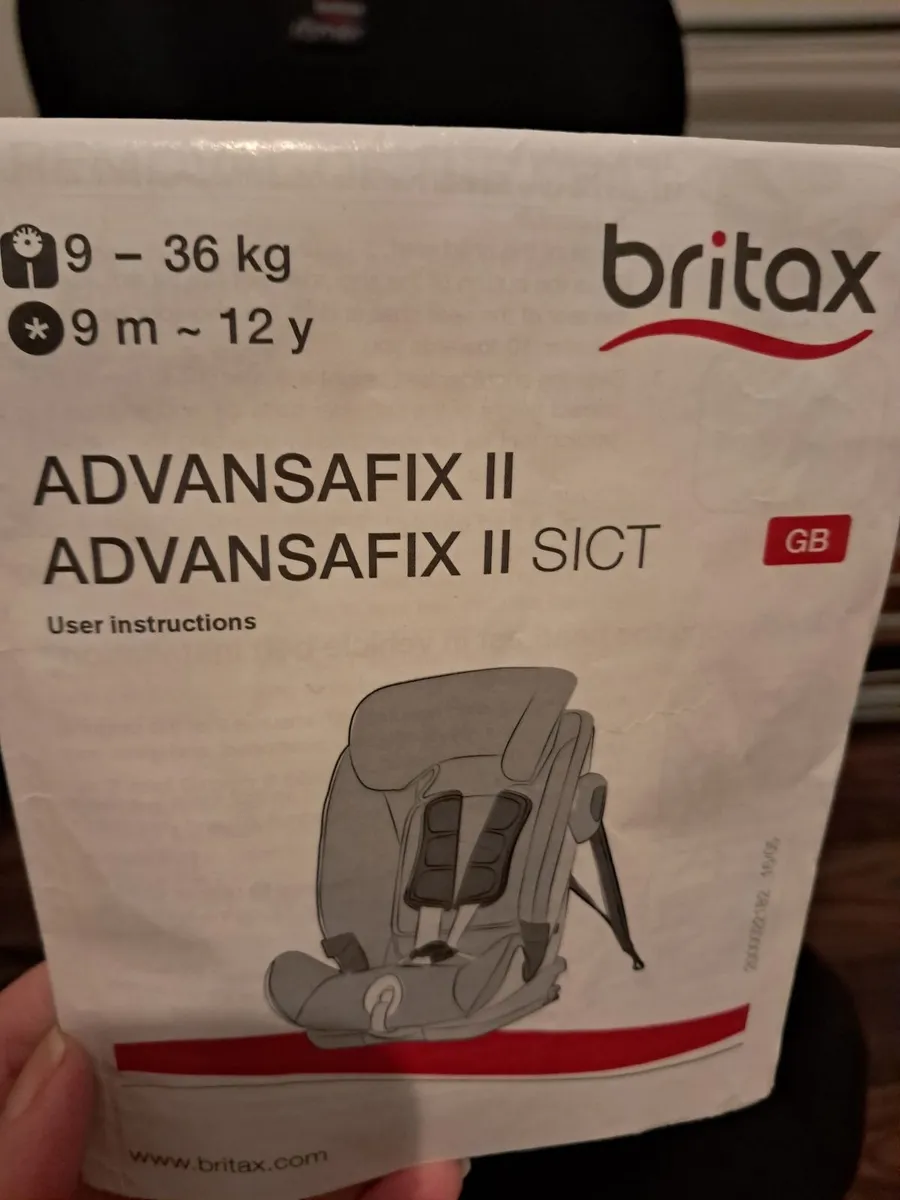 9 – 36 kg
9 m ~ 12 y
britax
ADVANSAFIX II
ADVANSAFIX II SICT
GB
User instructions
www.britax.com